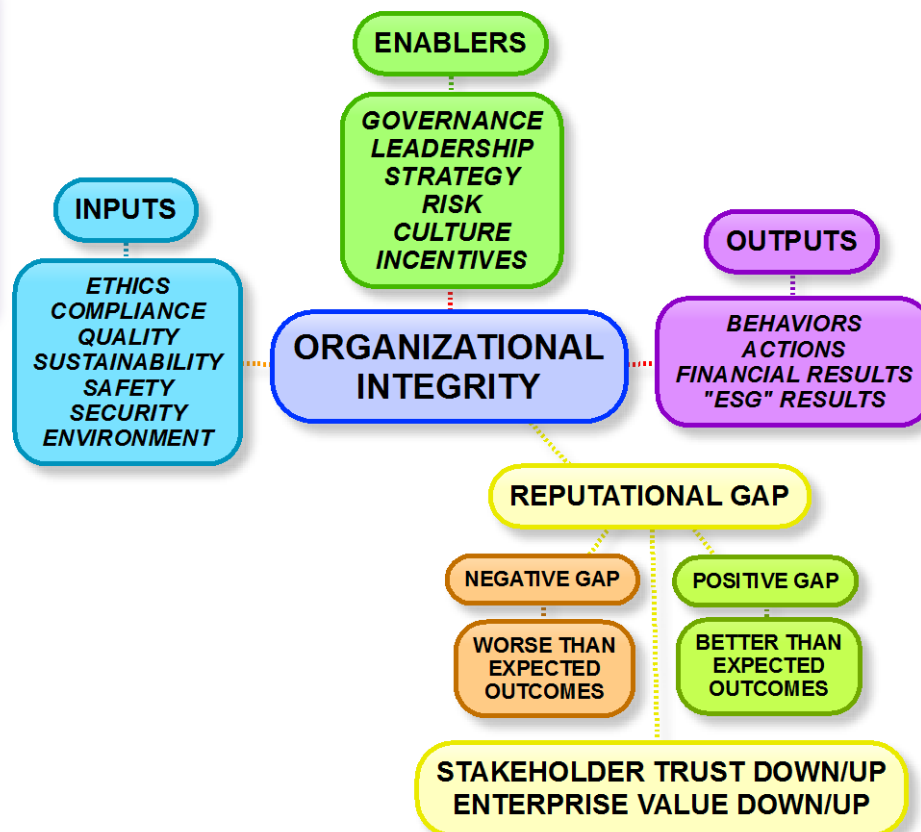 ENABLERS
GOVERNANCE
LEADERSHIP
STRATEGY
RISK
CULTURE
INCENTIVES
INPUTS
ETHICS
COMPLIANCE
QUALITY
SUSTAINABILITY
SAFETY
SECURITY
ENVIRONMENT
ORGANIZATIONAL
INTEGRITY
OUTPUTS
BEHAVIORS
ACTIONS
FINANCIAL RESULTS
"ESG" RESULTS
REPUTATIONAL GAP
NEGATIVE GAP
WORSE THAN
EXPECTED
OUTCOMES
POSITIVE GAP
BETTER THAN
EXPECTED
OUTCOMES
STAKEHOLDER TRUST DOWN/UP
ENTERPRISE VALUE DOWN/UP